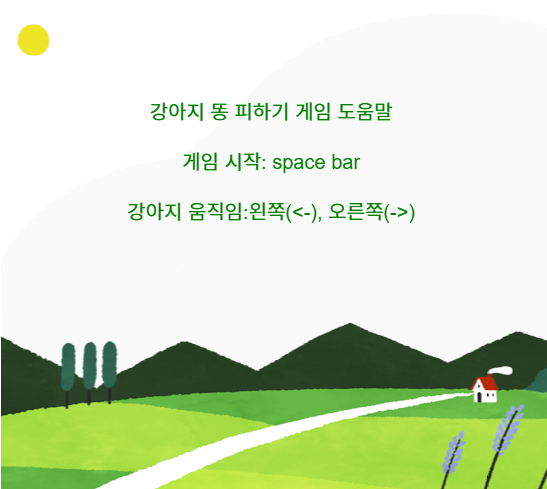 강아지 똥 피하기 게임 도움말
게임 시작: space bar
강아지 움직임:왼쪽(<-), 오른쪽(->)